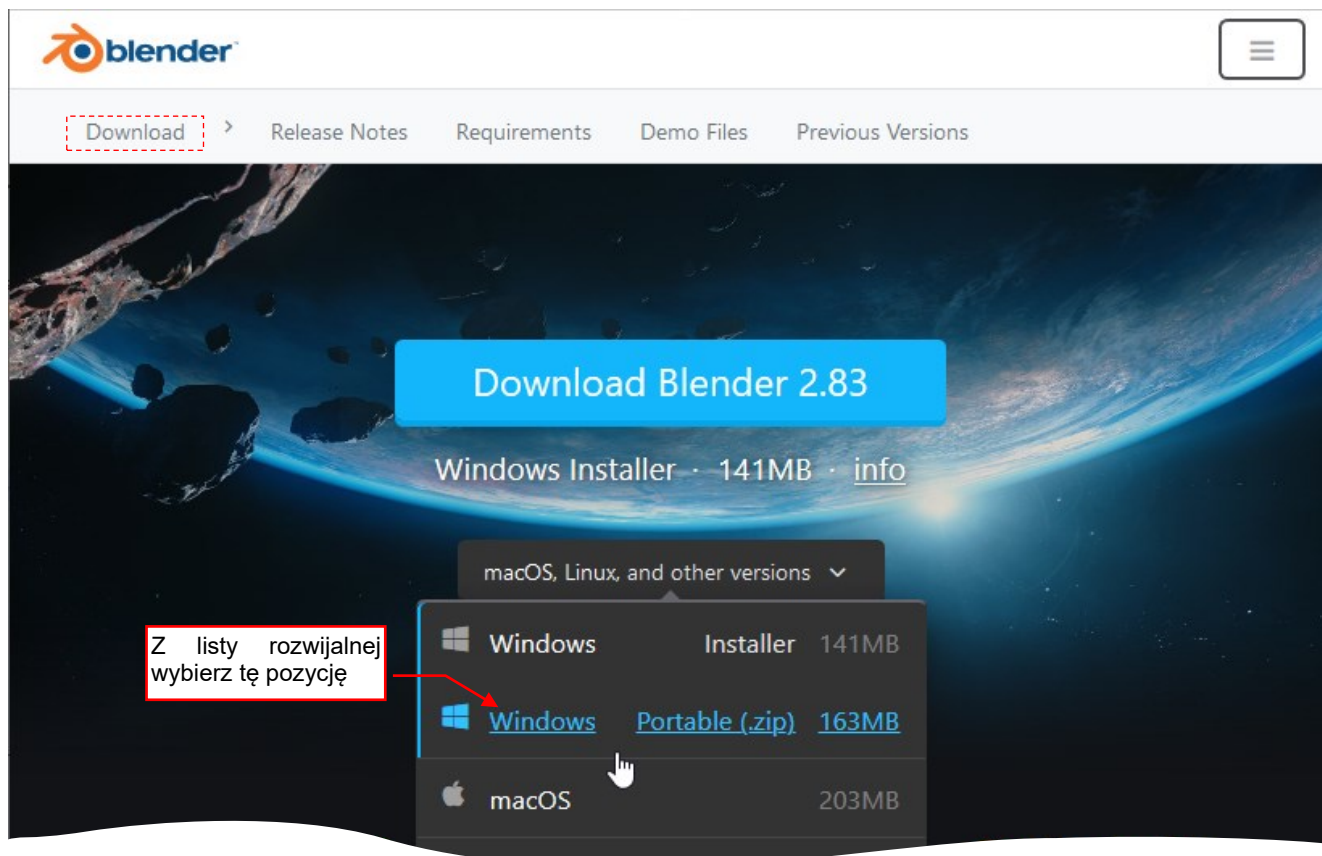 blender
Download > Release Notes Requirements Demo Files Previous Versions
Download Blender 2.83
Windows Installer · 141MB · info
macOS, Linux, and other versions
Z listy rozwijalnej
wybierz tę pozycję
Windows Installer 141MB
Windows Portable (.zip) 163MB
macOS 203MB